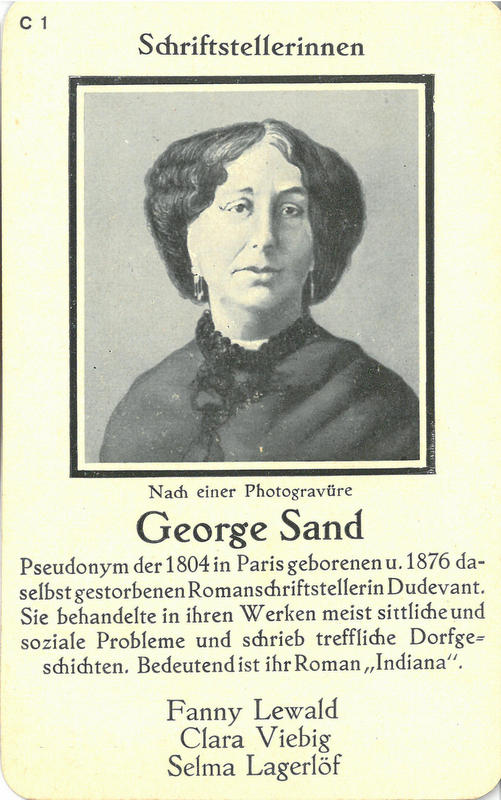 C 1
Schriftstellerinnen
Nach einer Photogravüre
George Sand
Pseudonym der 1804 in Paris geborenen u. 1876 da-
selbst gestorbenen Romanschriftstellerin Dudevant.
Sie behandelte in ihren Werken meist sittliche und
soziale Probleme und schrieb treffliche Dorfge=
schichten. Bedeutend ist ihr Roman „Indiana“.
Fanny Lewald
Clara Viebig
Selma Lagerlöf